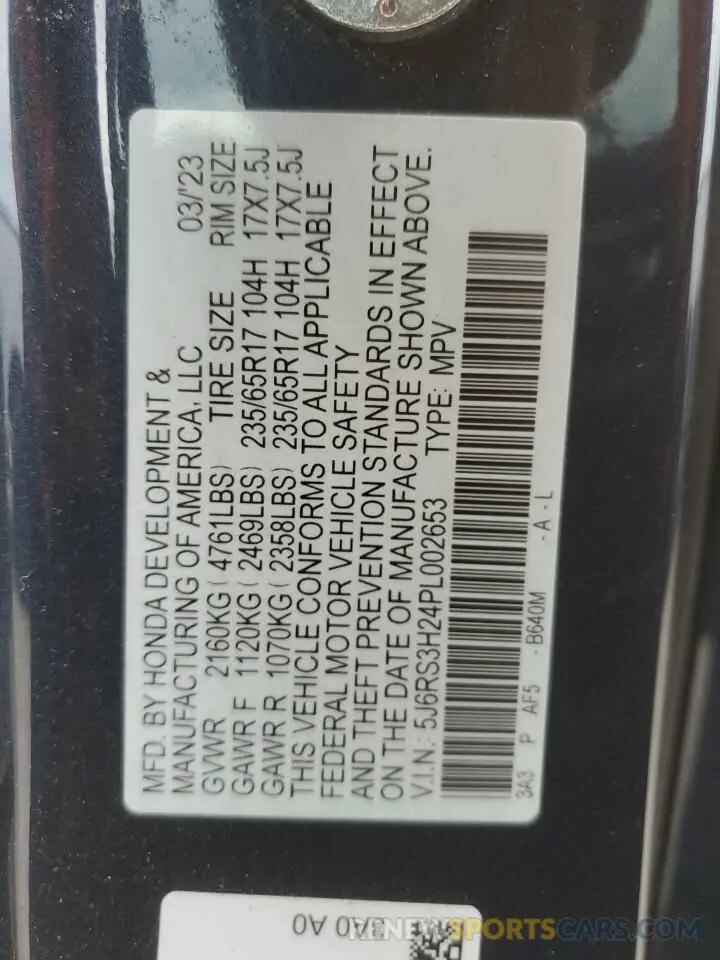 MFD. BY HONDA DEVELOPMENT &
MANUFACTURING OF AMERICA, LLC 03/'23
GVWR 2160KG ( 4761LBS) TIRE SIZE RIM SIZE
GAWR F 1120KG ( 2469LBS) 235/65R17 104H 17X7.5J
GAWR R 1070KG ( 2358LBS) 235/65R17 104H 17X7.5J
THIS VEHICLE CONFORMS TO ALL APPLICABLE
FEDERAL MOTOR VEHICLE SAFETY
AND THEFT PREVENTION STANDARDS IN EFFECT
ON THE DATE OF MANUFACTURE SHOWN ABOVE.
V.I.N.: 5J6RS3H24PL002653 TYPE: MPV
3A3 P AF5 - B640M - A - L
3A0 A0
RENEWSPORTSCARS.COM